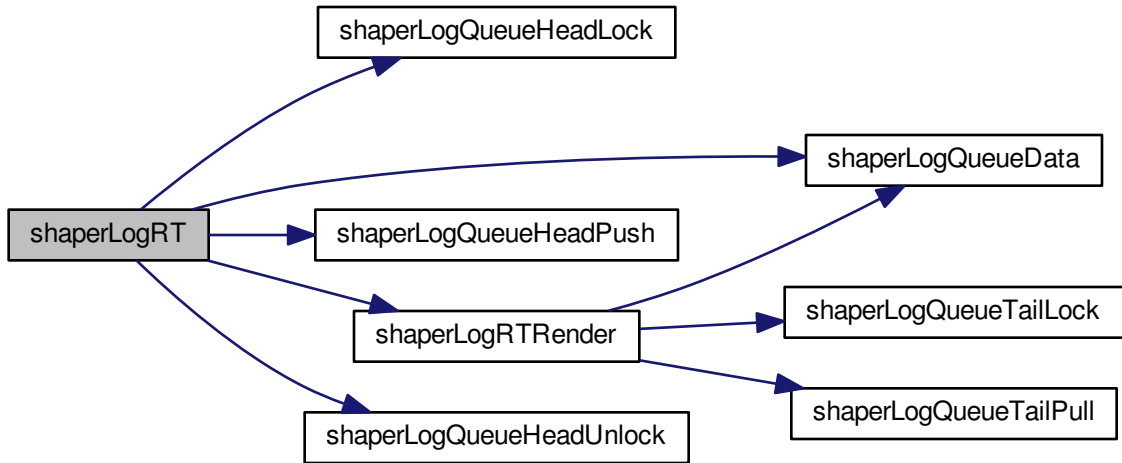 shaperLogQueueHeadLock
shaperLogQueueData
shaperLogRT
shaperLogQueueHeadPush
shaperLogQueueTailLock
shaperLogRTRender
shaperLogQueueTailPull
shaperLogQueueHeadUnlock